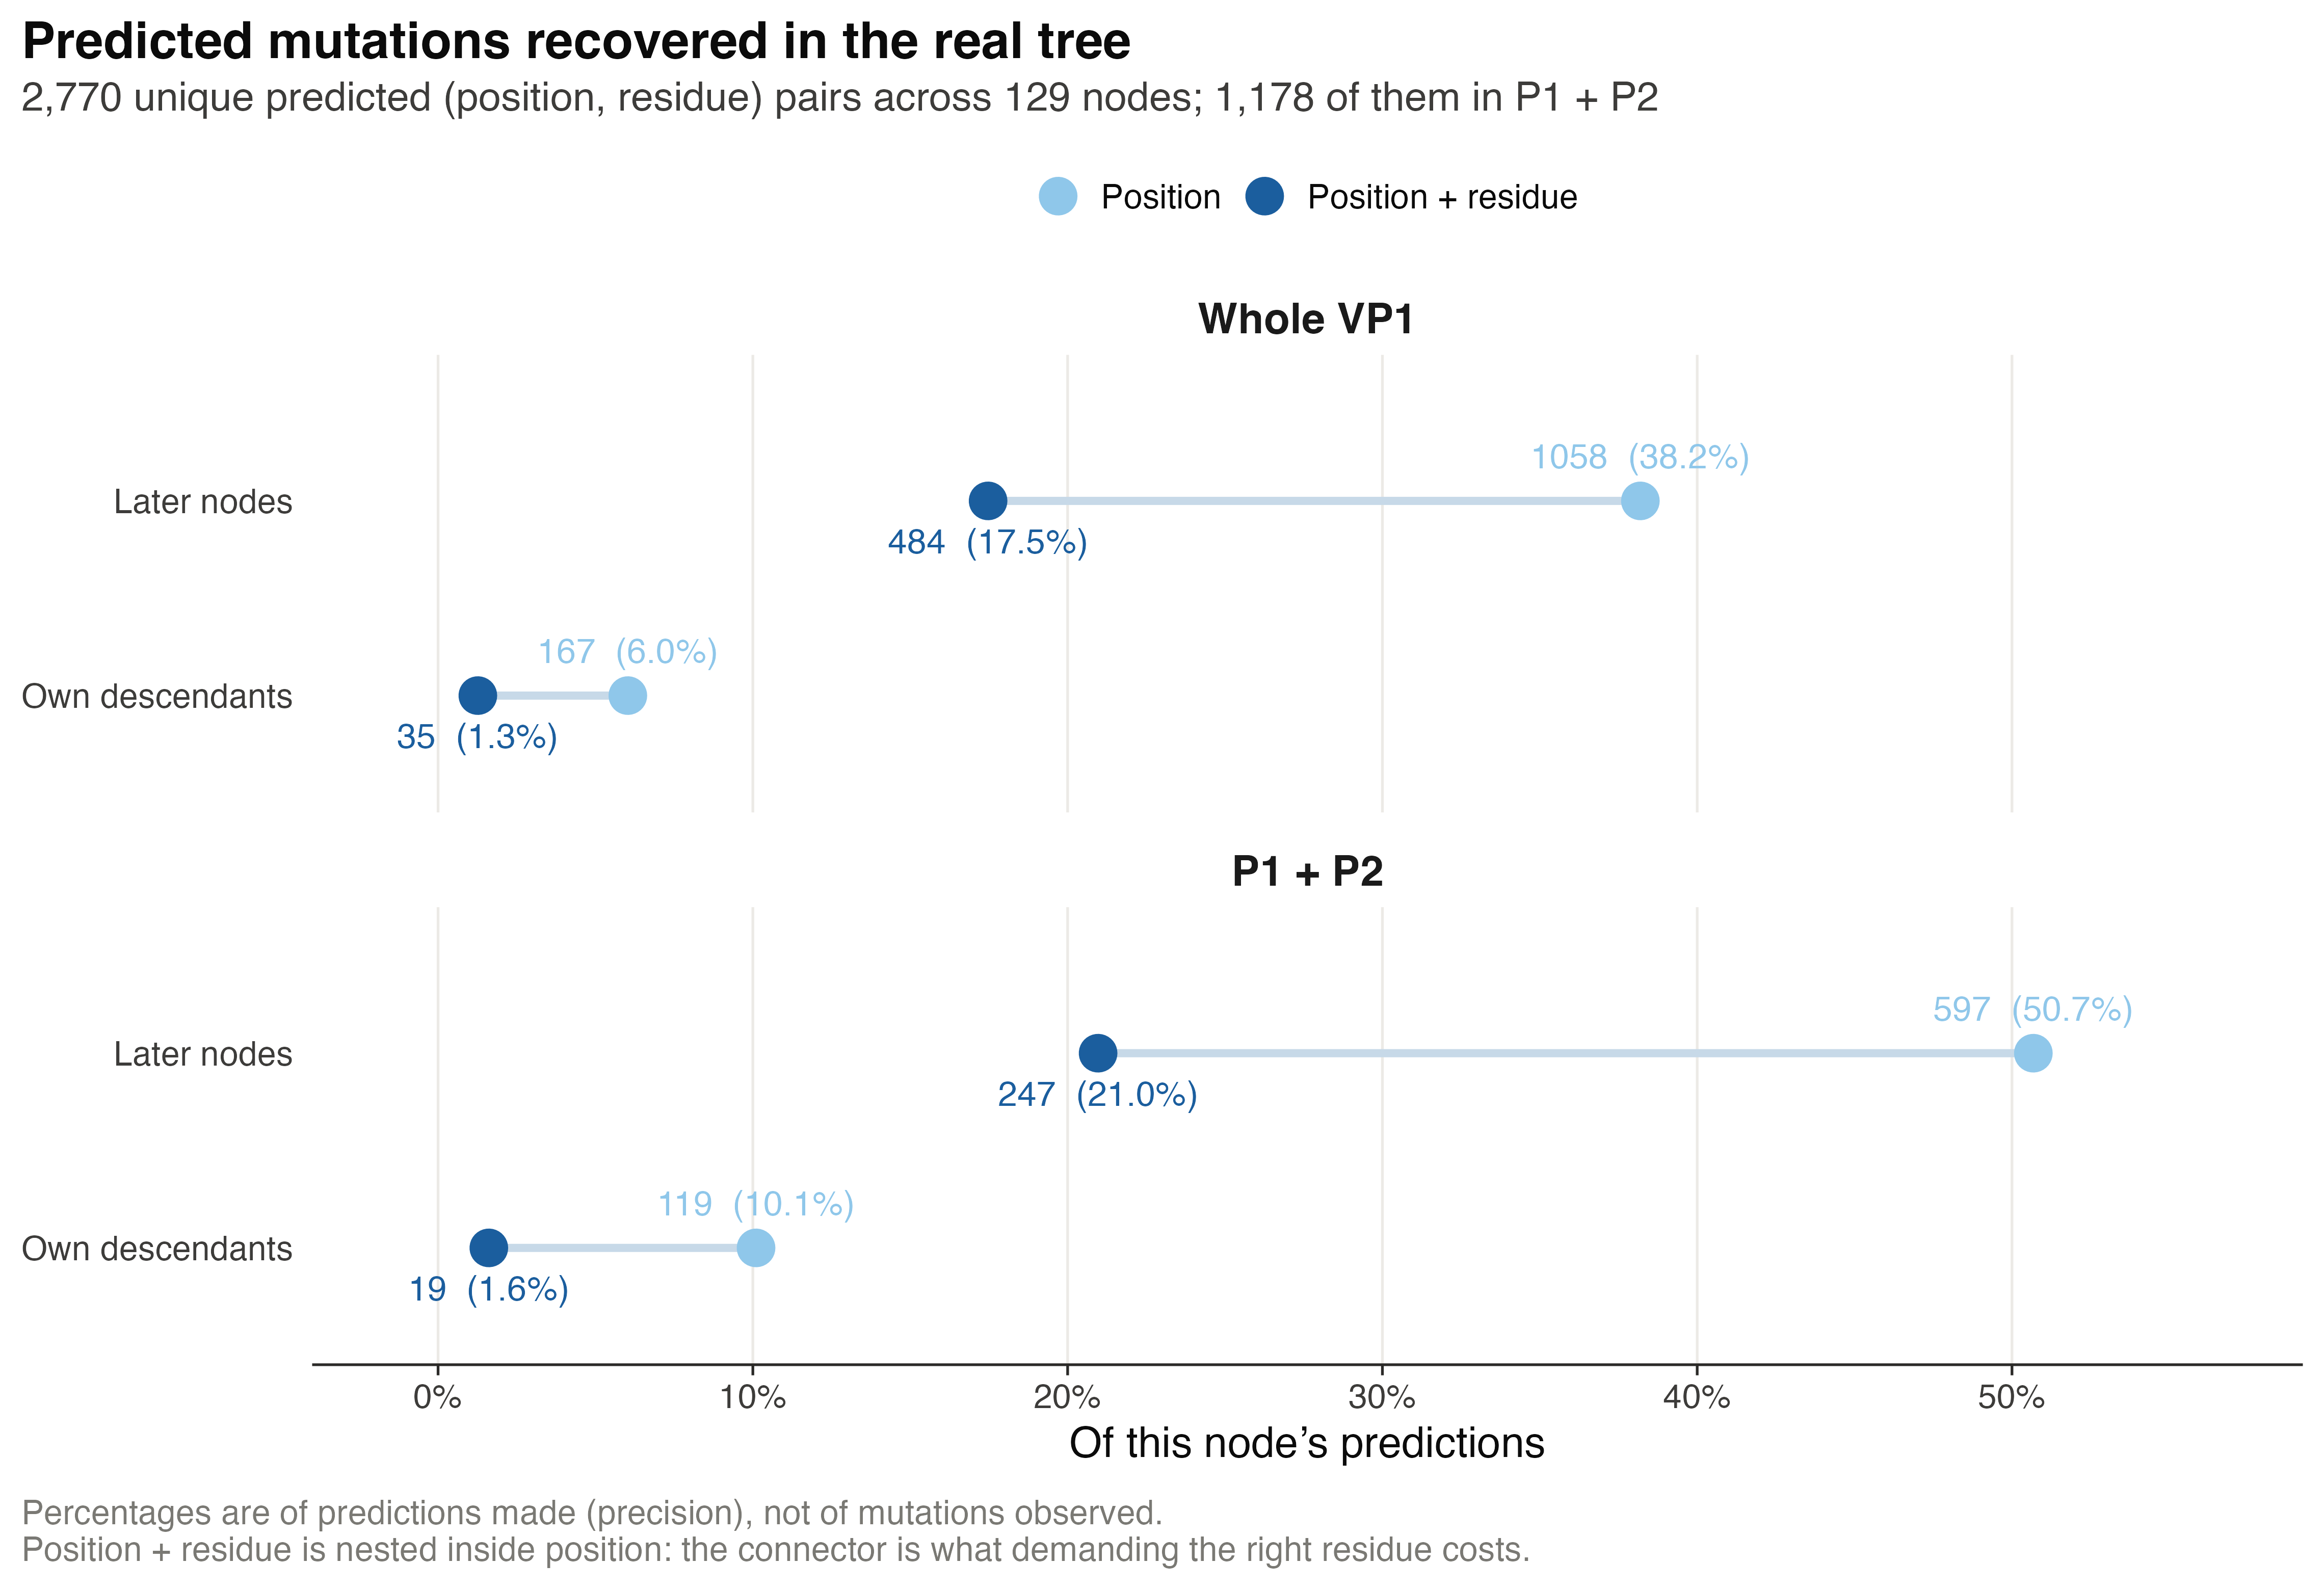 Predicted mutations recovered in the real tree
2,770 unique predicted (position, residue) pairs across 129 nodes; 1,178 of them in P1 + P2
Position
Position + residue
Whole VP1
Later nodes
1058 (38.2%)
484 (17.5%)
Own descendants
167 (6.0%)
35 (1.3%)
P1 + P2
Later nodes
597 (50.7%)
247 (21.0%)
Own descendants
119 (10.1%)
19 (1.6%)
0% 10% 20% 30% 40% 50%
Of this node’s predictions
Percentages are of predictions made (precision), not of mutations observed.
Position + residue is nested inside position: the connector is what demanding the right residue costs.